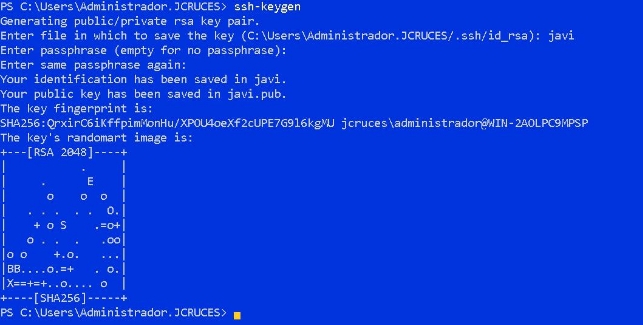 PS C:\Users\Administrador.JCRUCES> ssh-keygen
Generating public/private rsa key pair.
Enter file in which to save the key (C:\Users\Administrador.JCRUCES/.ssh/id_rsa): javi
Enter passphrase (empty for no passphrase):
Enter same passphrase again:
Your identification has been saved in javi.
Your public key has been saved in javi.pub.
The key fingerprint is:
SHA256:QrxirC6iKffpimMonHu/XPOU4oeXf2cUPE7G9l6kgMU jcruces\administrador@WIN-2AOLPC9MPSP
The key's randomart image is:
+---[RSA 2048]----+
|           .     |
|     .      E    |
|      o    o  o  |
|   . . . .  . O.|
|    + o S    .=o+|
|   o . .  .   .oo|
|o o    +.o.   ...|
|BB....o.=+   . o.|
|X==+=+..o.... o  |
+----[SHA256]-----+
PS C:\Users\Administrador.JCRUCES>